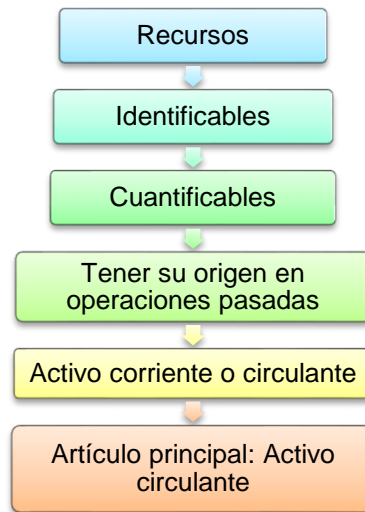 Recursos
Identificables
Cuantificables
Tener su origen en
operaciones pasadas
Activo corriente o circulante
Artículo principal: Activo
circulante